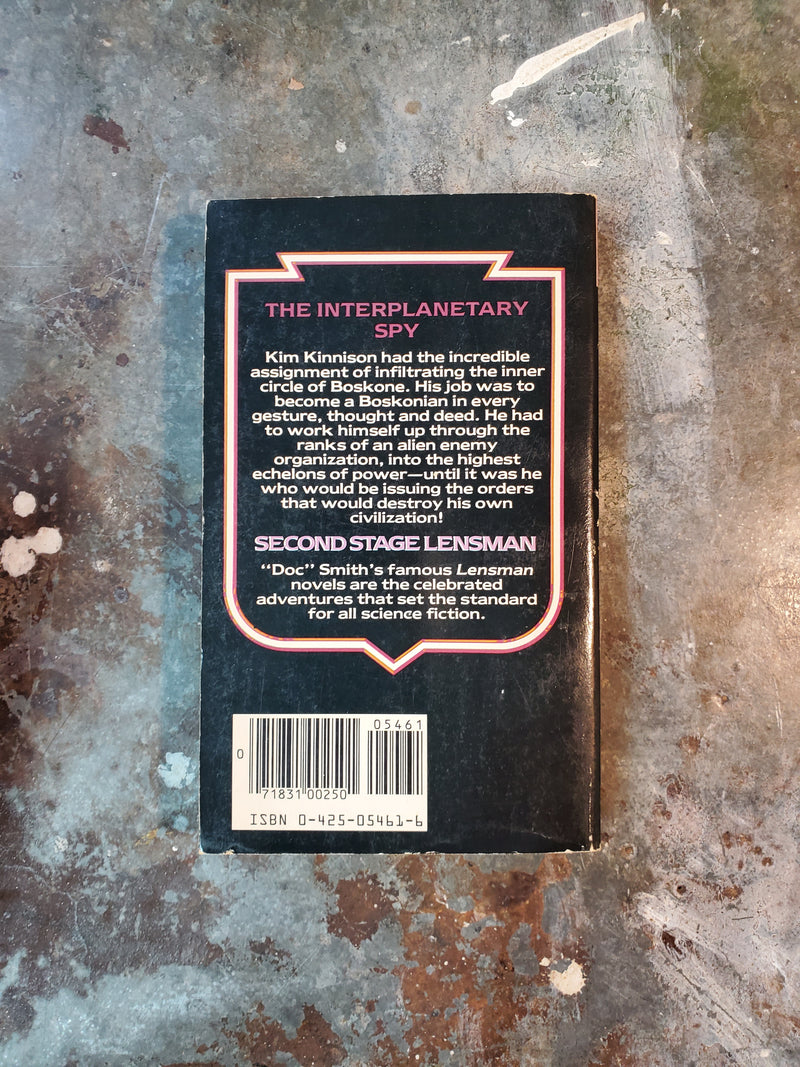 THE INTERPLANETARY
SPY
Kim Kinnison had the incredible
assignment of infiltrating the inner
circle of Boskone. His job was to
become a Boskonian in every
gesture, thought and deed. He had
to work himself up through the
ranks of an alien enemy
organization, into the highest
echelons of power—until it was he
who would be issuing the orders
that would destroy his own
civilization!
SECOND STAGE LENSMAN
“Doc” Smith’s famous Lensman
novels are the celebrated
adventures that set the standard
for all science fiction.
05461
0
71831 00250
ISBN 0-425-05461-6